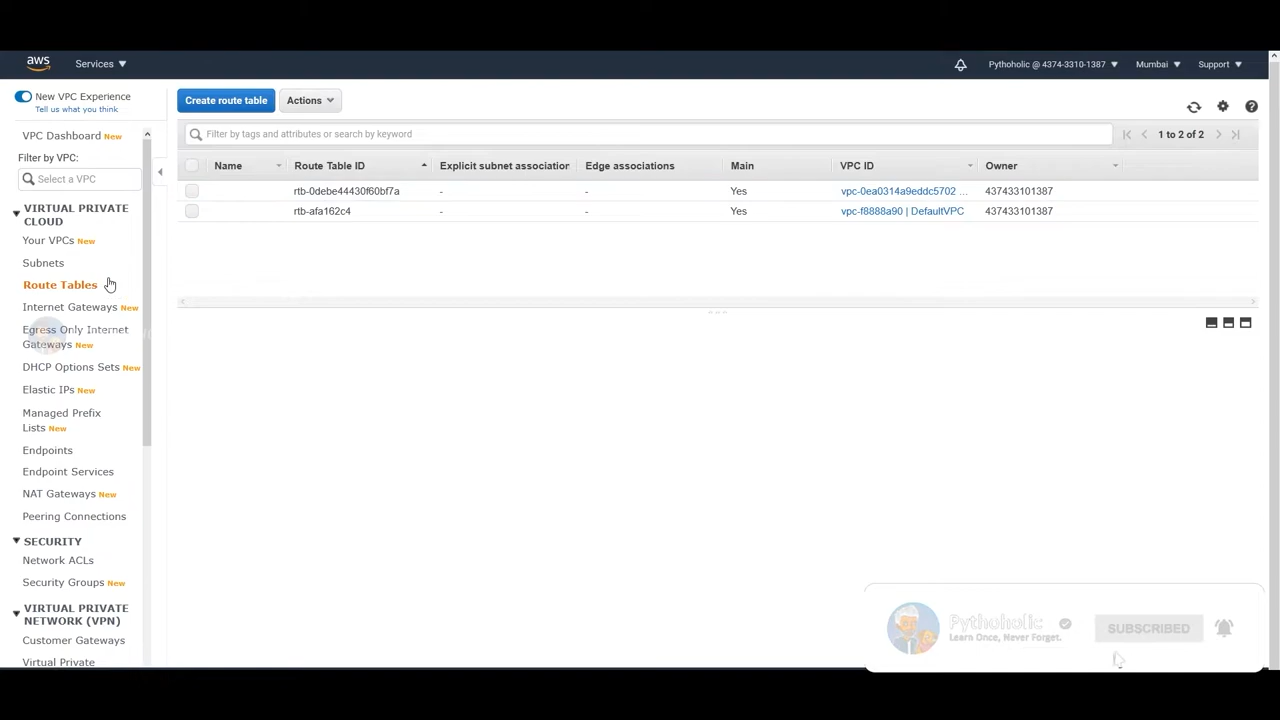 aws
Services
Pythoholic @ 4374-3310-1387
Mumbai
Support
New VPC Experience
Tell us what you think
Create route table
Actions
VPC Dashboard New
Filter by VPC:
Select a VPC
Filter by tags and attributes or search by keyword
1 to 2 of 2
Name
Route Table ID
Explicit subnet association
Edge associations
Main
VPC ID
Owner
rtb-0debe44430f60bf7a
-
-
Yes
vpc-0ea0314a9eddc5702 ...
437433101387
rtb-afa162c4
-
-
Yes
vpc-f8888a90 | DefaultVPC
437433101387
VIRTUAL PRIVATE
CLOUD
Your VPCs New
Subnets
Route Tables
Internet Gateways New
Egress Only Internet
Gateways New
DHCP Options Sets New
Elastic IPs New
Managed Prefix
Lists New
Endpoints
Endpoint Services
NAT Gateways New
Peering Connections
SECURITY
Network ACLs
Security Groups New
VIRTUAL PRIVATE
NETWORK (VPN)
Customer Gateways
Virtual Private
Pythoholic
Learn Once, Never Forget.
SUBSCRIBED